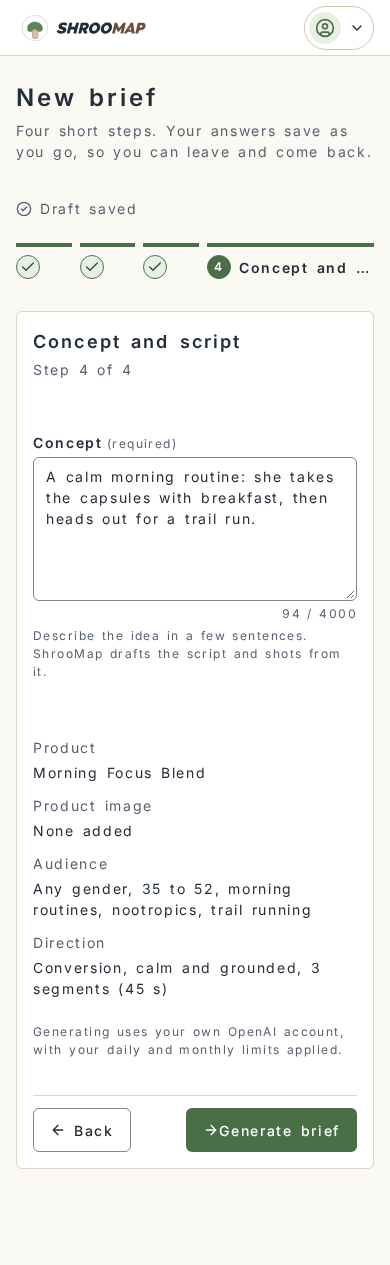 SHROOMAP
New brief
Four short steps. Your answers save as
you go, so you can leave and come back.
Draft saved
4 Concept and ...
Concept and script
Step 4 of 4
Concept (required)
A calm morning routine: she takes
the capsules with breakfast, then
heads out for a trail run.
94 / 4000
Describe the idea in a few sentences.
ShrooMap drafts the script and shots from
it.
Product
Morning Focus Blend
Product image
None added
Audience
Any gender, 35 to 52, morning
routines, nootropics, trail running
Direction
Conversion, calm and grounded, 3
segments (45 s)
Generating uses your own OpenAI account,
with your daily and monthly limits applied.
Back
Generate brief